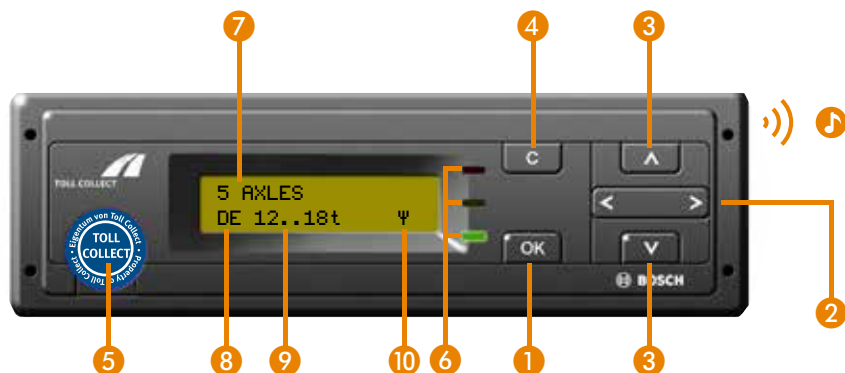 7
4
3
C
∧
TOLL COLLECT
5 AXLES
DE 12..18t Ψ
< >
Eigentum von Toll Collect • Property of Toll Collect •
TOLL
COLLECT
OK
∨
BOSCH
2
5
8
9
10
6
1
3